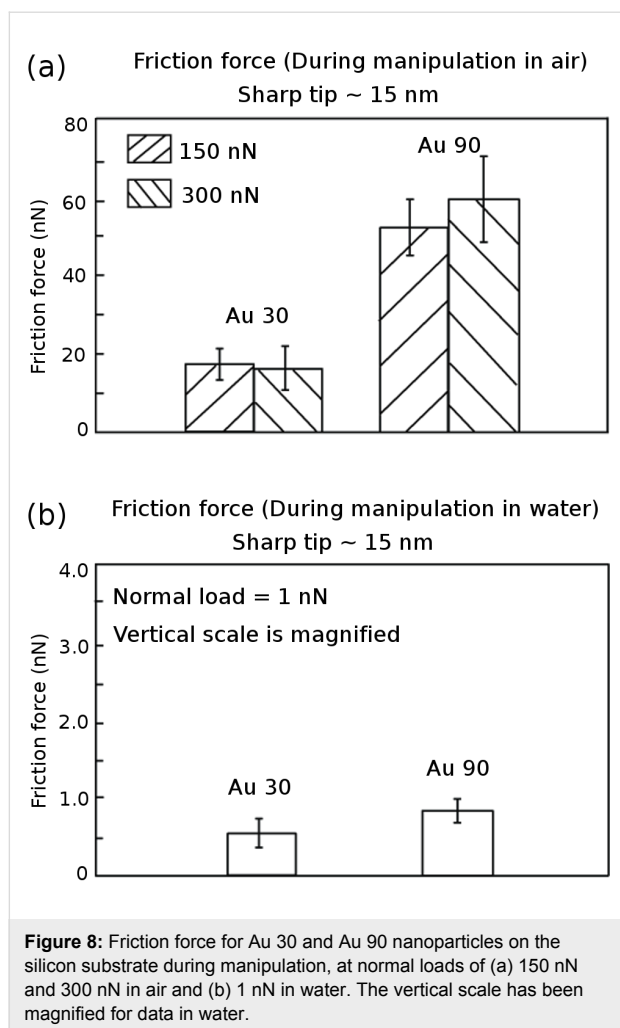 (a)
Friction force (During manipulation in air)
Sharp tip ~ 15 nm
80
60
40
20
0
Friction force (nN)
150 nN
300 nN
Au 30
Au 90
(b)
Friction force (During manipulation in water)
Sharp tip ~ 15 nm
4.0
3.0
2.0
1.0
0
Friction force (nN)
Normal load = 1 nN
Vertical scale is magnified
Au 30
Au 90
Figure 8: Friction force for Au 30 and Au 90 nanoparticles on the
silicon substrate during manipulation, at normal loads of (a) 150 nN
and 300 nN in air and (b) 1 nN in water. The vertical scale has been
magnified for data in water.